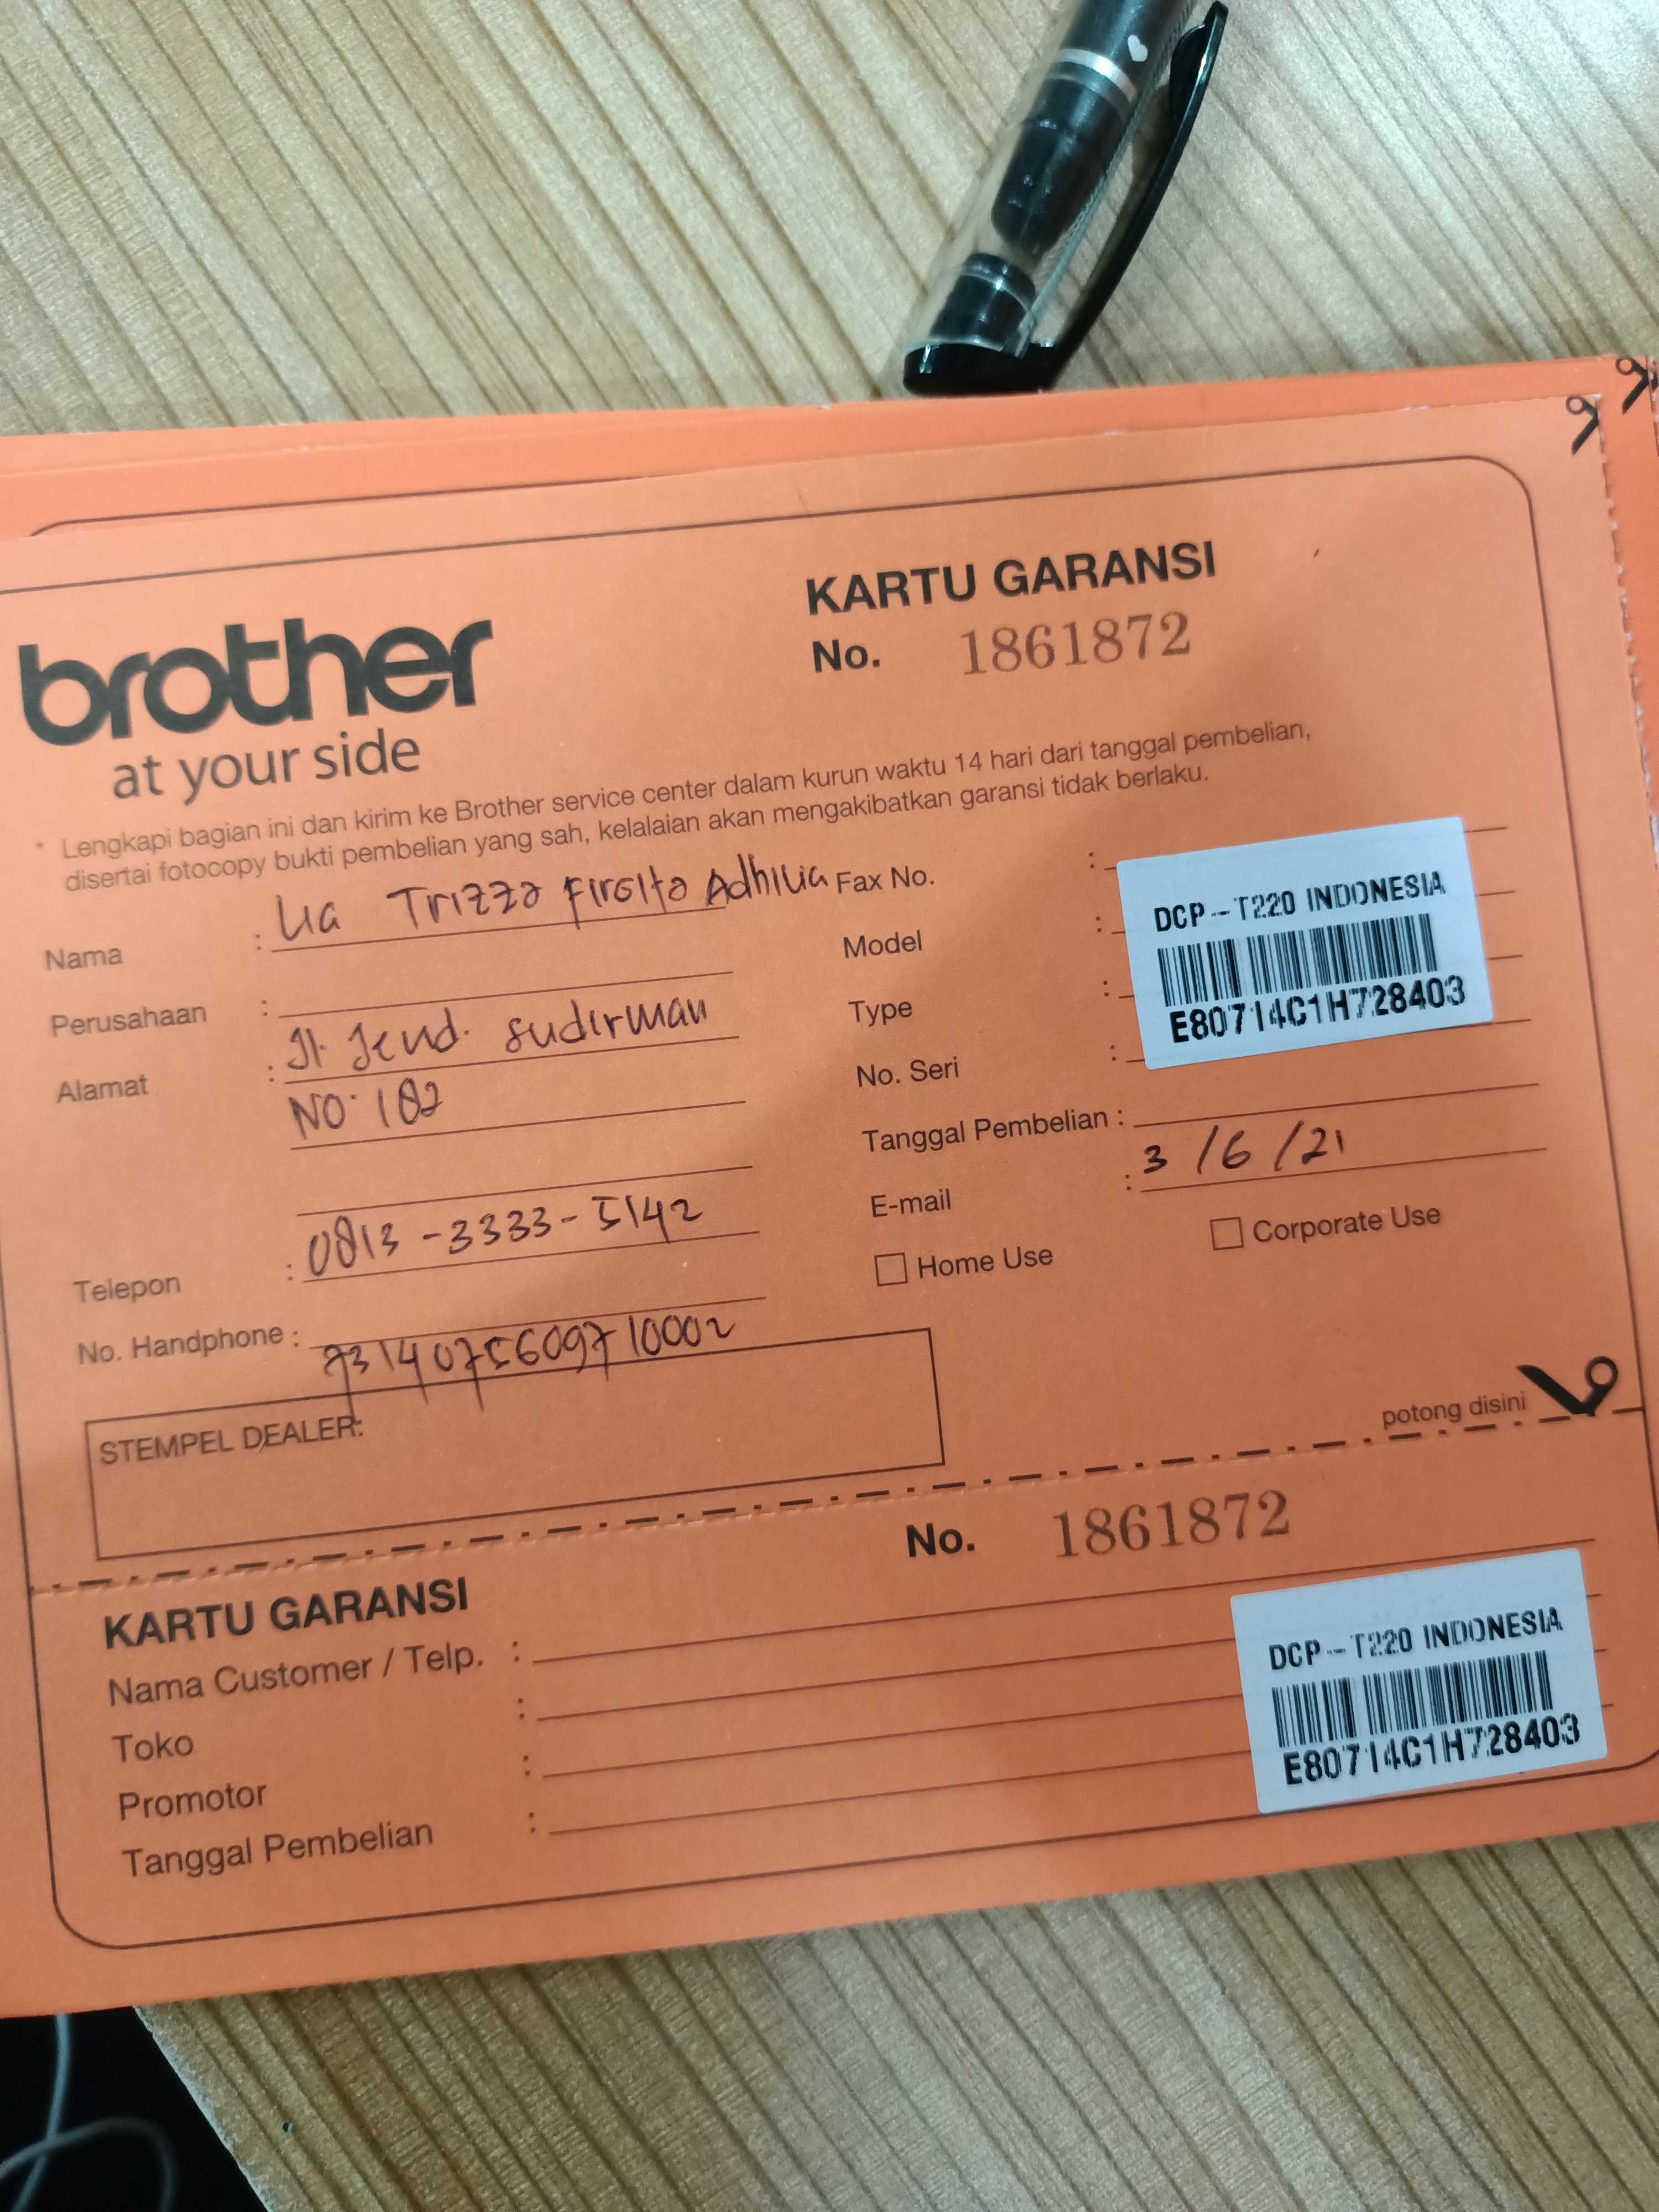 brother
at your side
KARTU GARANSI
No. 1861872
* Lengkapi bagian ini dan kirim ke Brother service center dalam kurun waktu 14 hari dari tanggal pembelian,
disertai fotocopy bukti pembelian yang sah, kelalaian akan mengakibatkan garansi tidak berlaku.
Nama : Lia Trizza Firgita Adhilia
Perusahaan :
Alamat : Jl. Jend. Sudirman
NO. 182
Telepon : 0813-3333-5142
No. Handphone : 7314075609710002
STEMPEL DEALER:
Fax No. :
Model :
Type :
No. Seri :
DCP-T220 INDONESIA
E80714C1H728403
Tanggal Pembelian :
E-mail : 3/6/21
Home Use
Corporate Use
potong disini
No. 1861872
KARTU GARANSI
Nama Customer / Telp. :
Toko :
Promotor :
Tanggal Pembelian :
DCP-T220 INDONESIA
E80714C1H728403